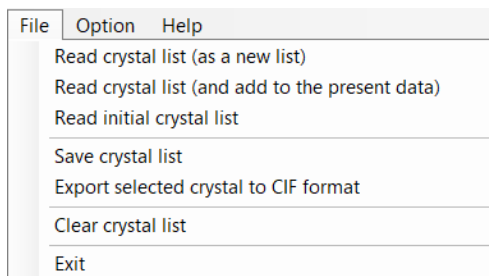 File Option Help
Read crystal list (as a new list)
Read crystal list (and add to the present data)
Read initial crystal list
Save crystal list
Export selected crystal to CIF format
Clear crystal list
Exit